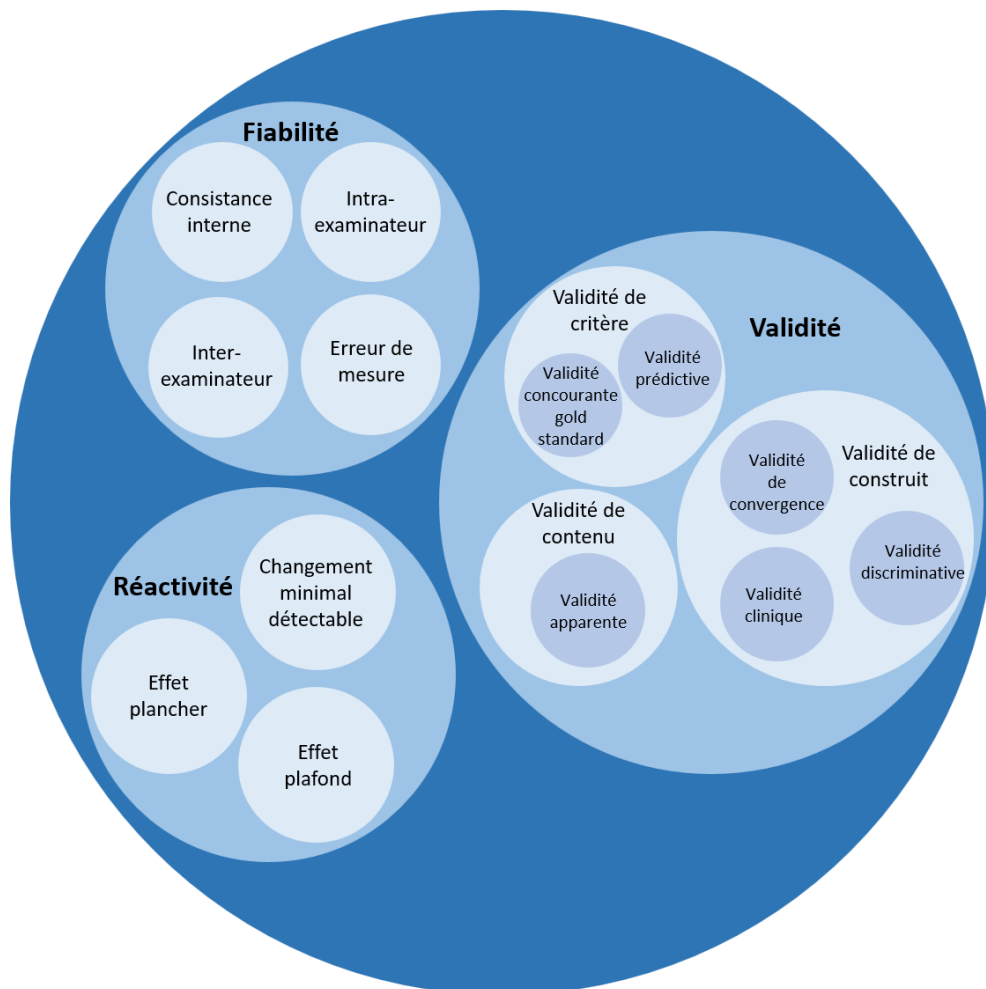 Fiabilité
Consistance
interne
Intra-
examinateur
Inter-
examinateur
Erreur de
mesure
Validité
Validité de
critère
Validité
prédictive
Validité
concourante
gold
standard
Validité de
construit
Validité
de
convergence
Validité
discriminative
Validité
clinique
Validité de
contenu
Validité
apparente
Réactivité
Changement
minimal
détectable
Effet
plancher
Effet
plafond